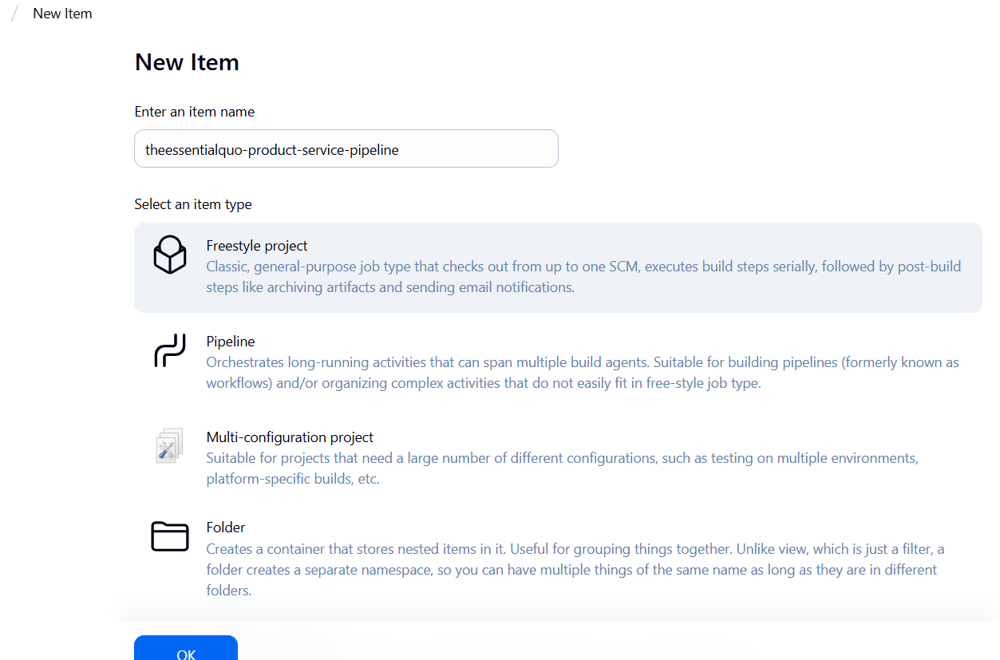 / New Item
New Item
Enter an item name
theessentialquo-product-service-pipeline
Select an item type
Freestyle project
Classic, general-purpose job type that checks out from up to one SCM, executes build steps serially, followed by post-build
steps like archiving artifacts and sending email notifications.
Pipeline
Orchestrates long-running activities that can span multiple build agents. Suitable for building pipelines (formerly known as
workflows) and/or organizing complex activities that do not easily fit in free-style job type.
Multi-configuration project
Suitable for projects that need a large number of different configurations, such as testing on multiple environments,
platform-specific builds, etc.
Folder
Creates a container that stores nested items in it. Useful for grouping things together. Unlike view, which is just a filter, a
folder creates a separate namespace, so you can have multiple things of the same name as long as they are in different
folders.
OK